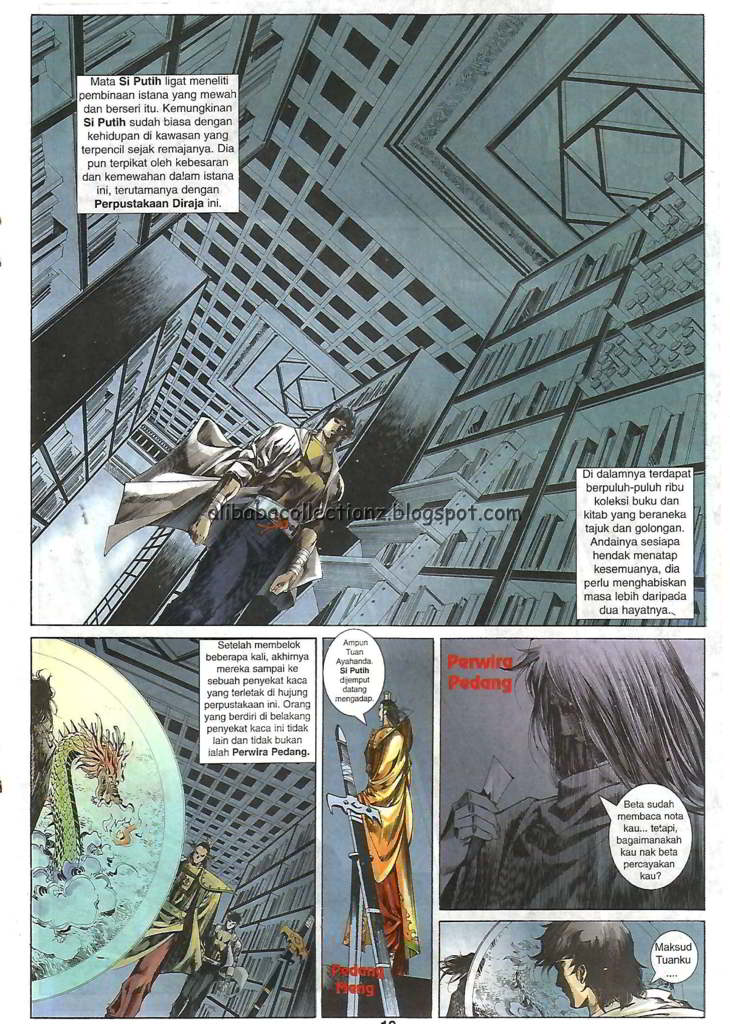 Mata Si Putih ligat meneliti
pembinaan istana yang mewah
dan berseri itu. Kemungkinan
Si Putih sudah biasa dengan
kehidupan di kawasan yang
terpencil sejak remajanya. Dia
pun terpikat oleh kebesaran
dan kemewahan dalam istana
ini, terutamanya dengan
Perpustakaan Diraja ini.
alibabacollectionz.blogspot.com
Di dalamnya terdapat
berpuluh-puluh ribu
koleksi buku dan
kitab yang beraneka
tajuk dan golongan.
Andainya sesiapa
hendak menatap
kesemuanya, dia
perlu menghabiskan
masa lebih daripada
dua hayatnya.
Setelah membelok
beberapa kali, akhirnya
mereka sampai ke
sebuah penyekat kaca
yang terletak di hujung
perpustakaan ini. Orang
yang berdiri di belakang
penyekat kaca ini tidak
lain dan tidak bukan
ialah Perwira Pedang.
Ampun
Tuan
Ayahanda.
Si Putih
dijemput
datang
mengadap.
Pedang
Meng
Perwira
Pedang
Beta sudah
membaca nota
kau... tetapi,
bagaimanakah
kau nak beta
percayakan
kau?
Maksud
Tuanku
....